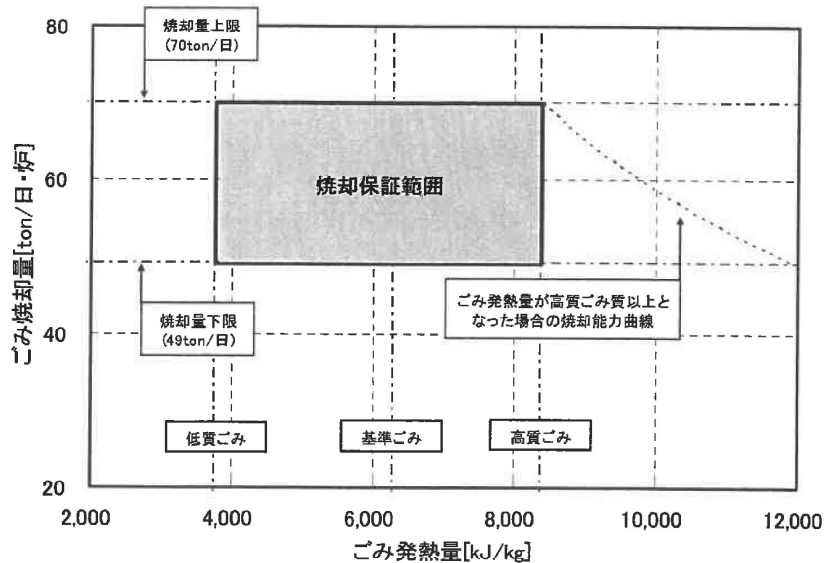 80
焼却量上限
(70ton/日)
60
焼却保証範囲
ごみ焼却量[ton/日・炉]
ごみ発熱量が高質ごみ質以上と
なった場合の焼却能力曲線
焼却量下限
(49ton/日)
40
低質ごみ
基準ごみ
高質ごみ
20
2,000
4,000
6,000
8,000
10,000
12,000
ごみ発熱量[kJ/kg]